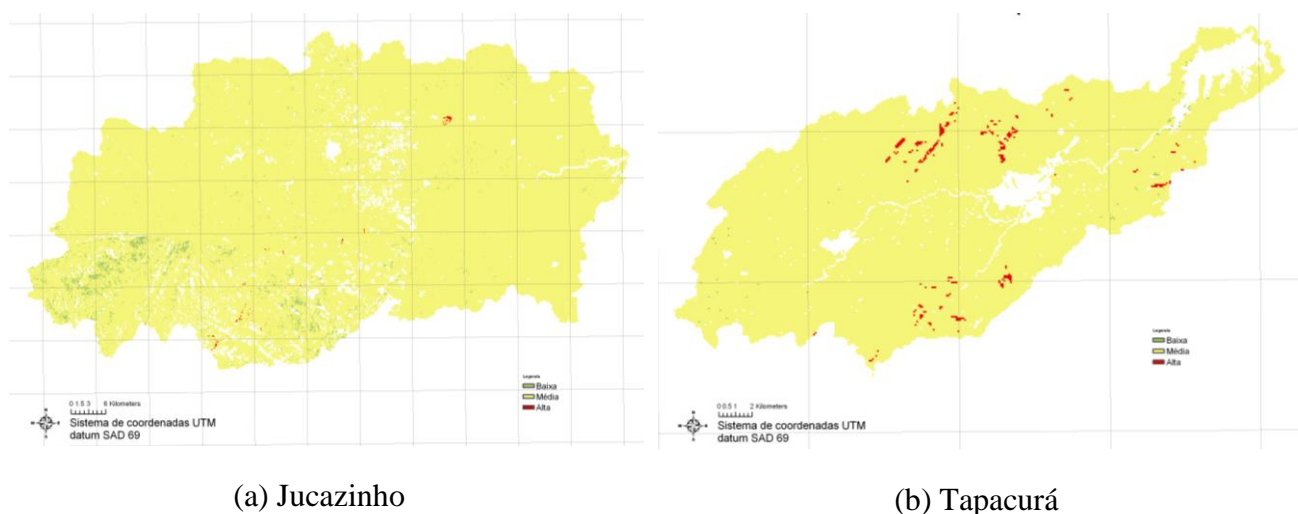 Legenda
Baixa
Média
Alta
0 1.5 3 6 Kilometers
Sistema de coordenadas UTM
datum SAD 69
(a) Jucazinho
Legenda
Baixa
Média
Alta
0 0.5 1 2 Kilometers
Sistema de coordenadas UTM
datum SAD 69
(b) Tapacurá